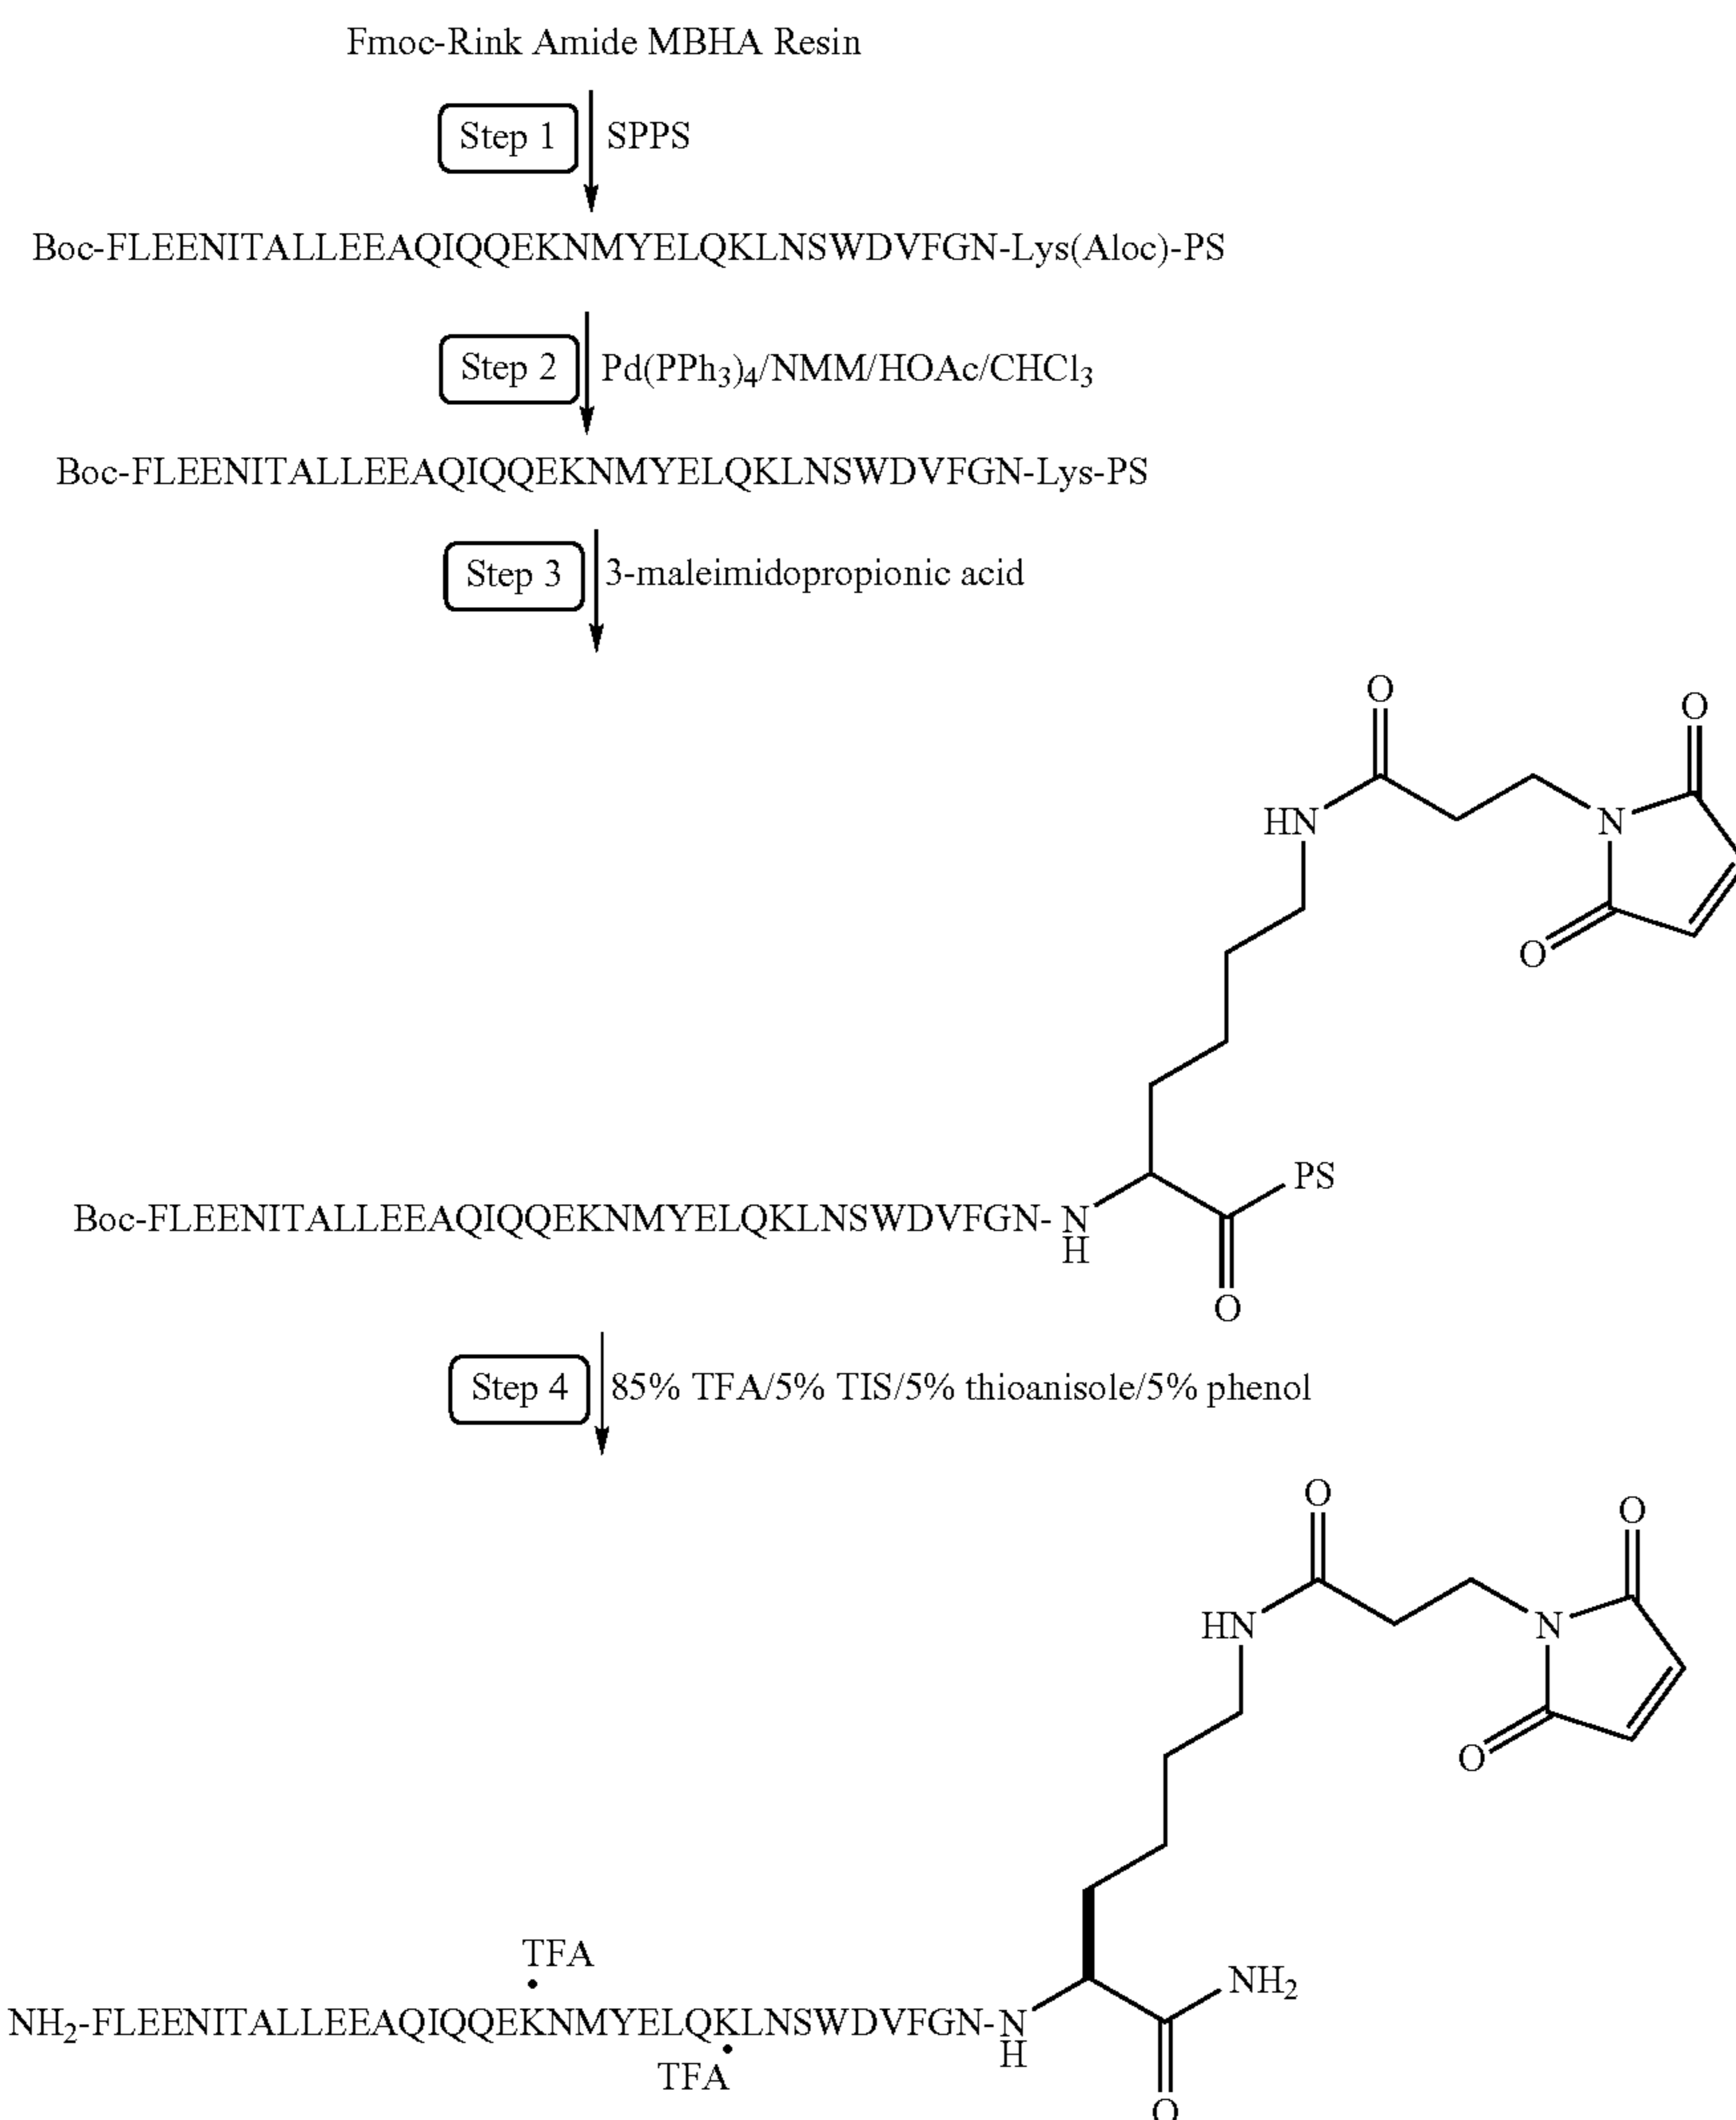 Fmoc-Rink Amide MBHA Resin
Step 1 SPPS
Boc-FLEENITALLEEAQIQQEKNMYELQKLNSWDVFGN-Lys(Aloc)-PS
Step 2 Pd(PPh3)4/NMM/HOAc/CHCl3
Boc-FLEENITALLEEAQIQQEKNMYELQKLNSWDVFGN-Lys-PS
Step 3 3-maleimidopropionic acid
O
O
HN
N
O
PS
Boc-FLEENITALLEEAQIQQEKNMYELQKLNSWDVFGN-N
H
O
Step 4 85% TFA/5% TIS/5% thioanisole/5% phenol
O
O
HN
N
O
TFA
NH2
NH2-FLEENITALLEEAQIQQEKNMYELQKLNSWDVFGN-N
H
TFA
O